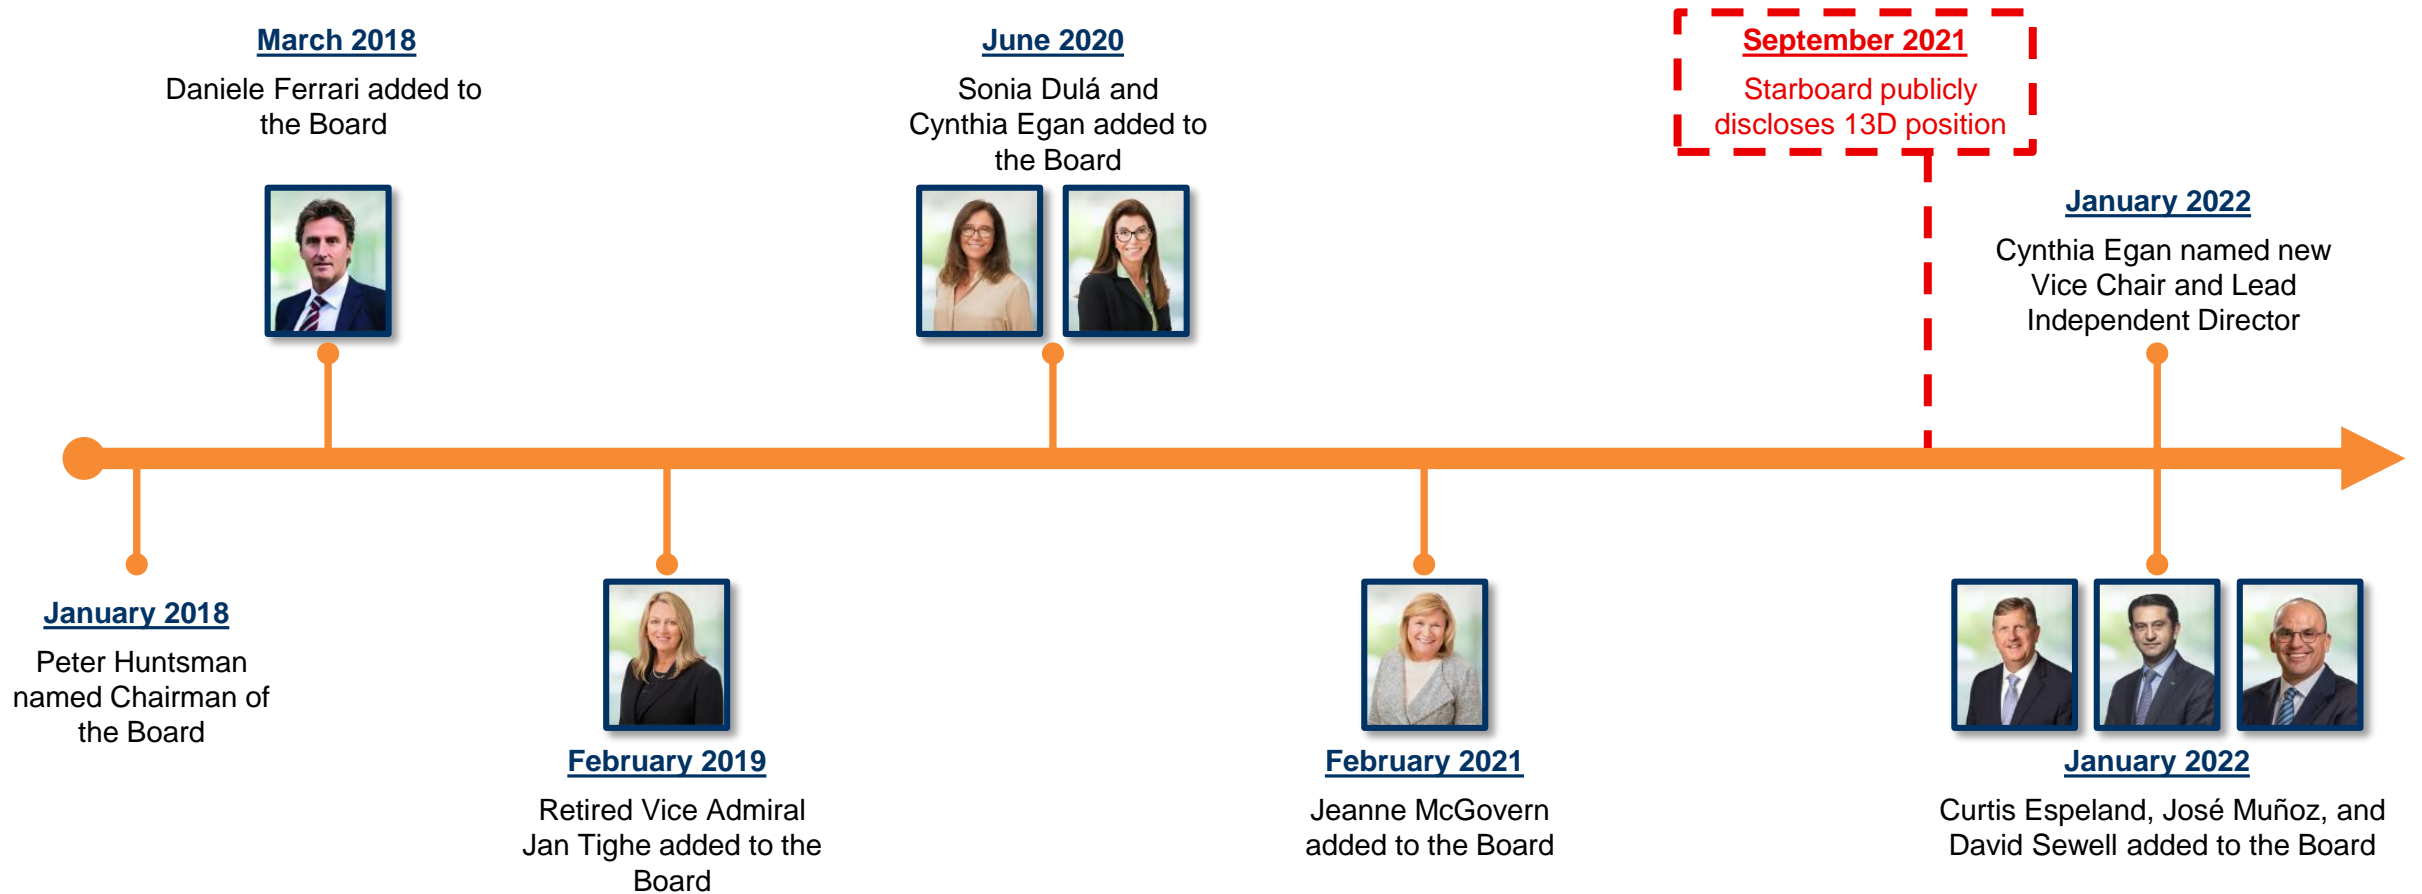 March 2018
Daniele Ferrari added to
the Board
June 2020
Sonia Dulá and
Cynthia Egan added to
the Board
September 2021
Starboard publicly
discloses 13D position
January 2022
Cynthia Egan named new
Vice Chair and Lead
Independent Director
January 2018
Peter Huntsman
named Chairman of
the Board
February 2019
Retired Vice Admiral
Jan Tighe added to the
Board
February 2021
Jeanne McGovern
added to the Board
January 2022
Curtis Espeland, José Muñoz, and
David Sewell added to the Board